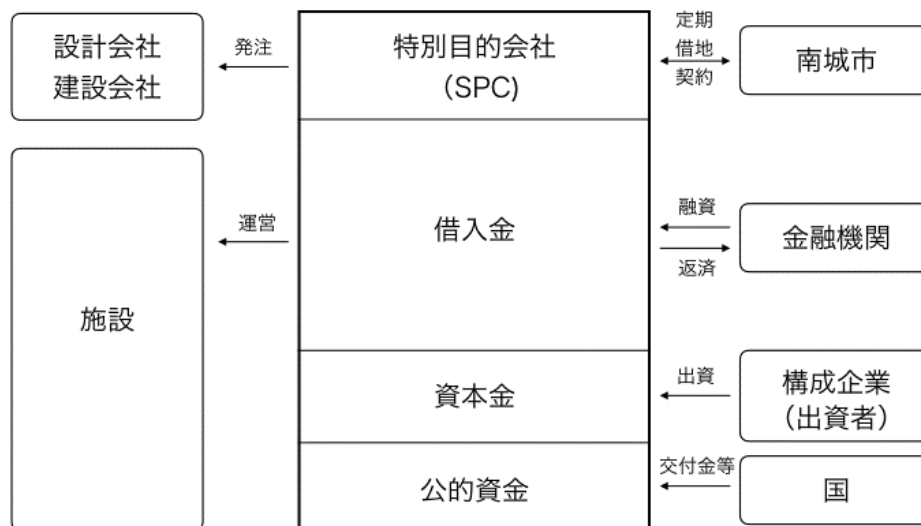 設計会社
建設会社
発注
特別目的会社
（SPC)
定期
借地
契約
南城市
施設
運営
借入金
融資
返済
金融機関
資本金
出資
構成企業
（出資者）
公的資金
交付金等
国